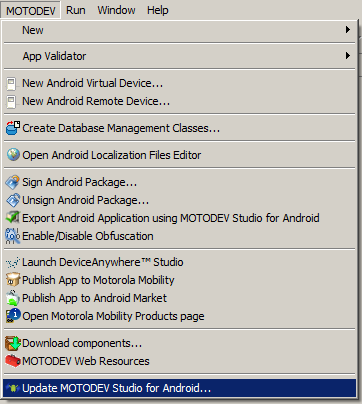 MOTODEV Run Window Help
New
App Validator
New Android Virtual Device...
New Android Remote Device...
Create Database Management Classes...
Open Android Localization Files Editor
Sign Android Package...
Unsign Android Package...
Export Android Application using MOTODEV Studio for Android
Enable/Disable Obfuscation
Launch DeviceAnywhere™ Studio
Publish App to Motorola Mobility
Publish App to Android Market
Open Motorola Mobility Products page
Download components...
MOTODEV Web Resources
Update MOTODEV Studio for Android...